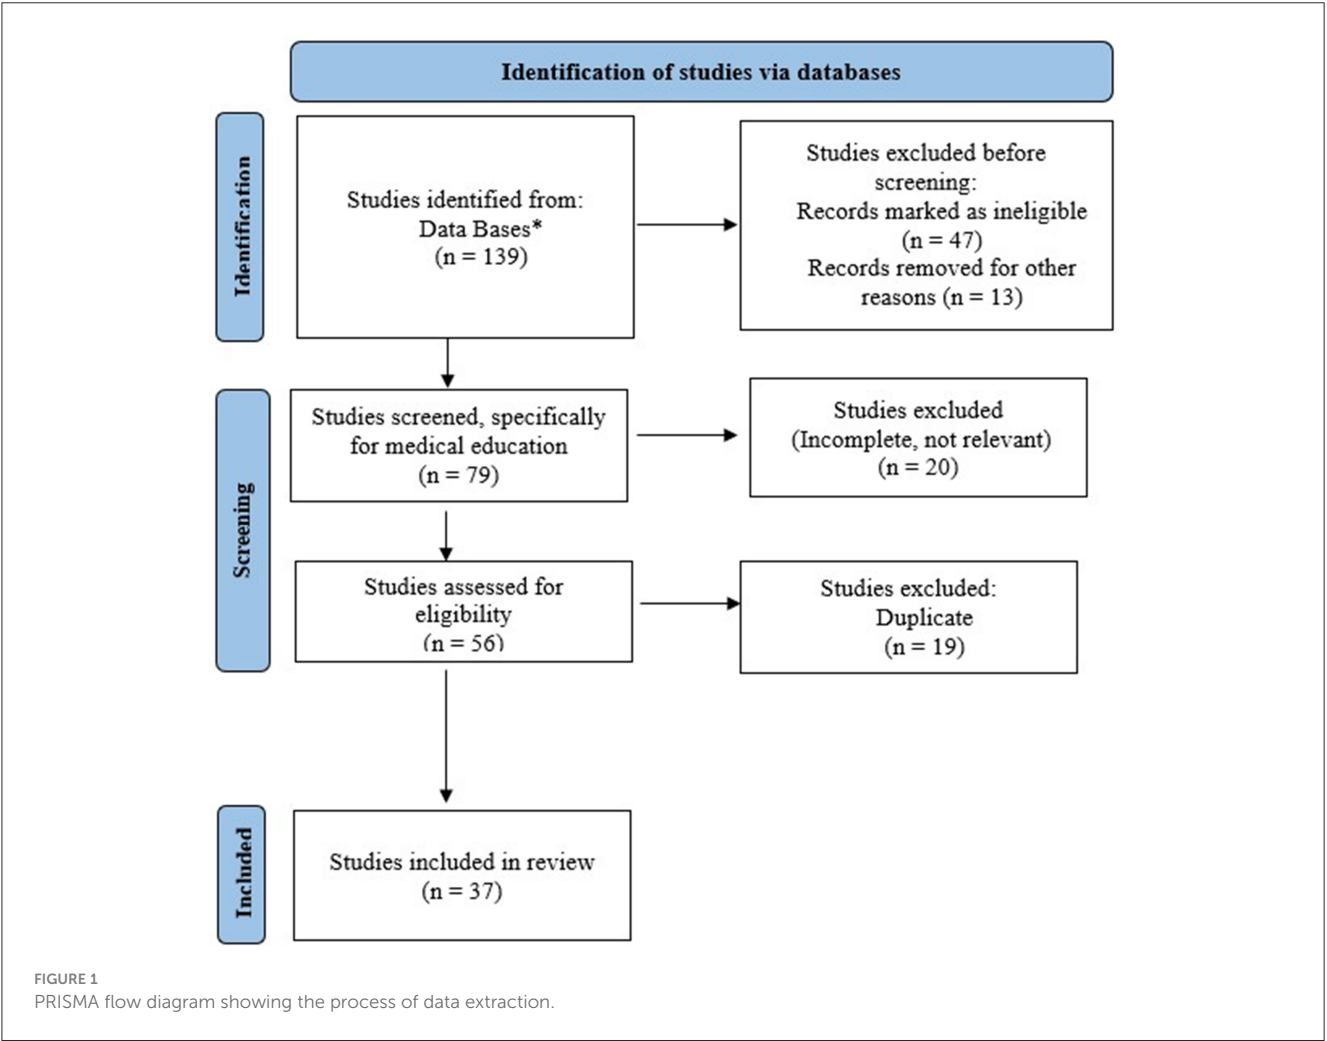 Identification of studies via databases
Identification
Studies identified from:
Data Bases*
(n = 139)
Studies excluded before
screening:
Records marked as ineligible
(n = 47)
Records removed for other
reasons (n = 13)
Screening
Studies screened, specifically
for medical education
(n = 79)
Studies excluded
(Incomplete, not relevant)
(n = 20)
Studies assessed for
eligibility
(n = 56)
Studies excluded:
Duplicate
(n = 19)
Included
Studies included in review
(n = 37)
FIGURE 1
PRISMA flow diagram showing the process of data extraction.